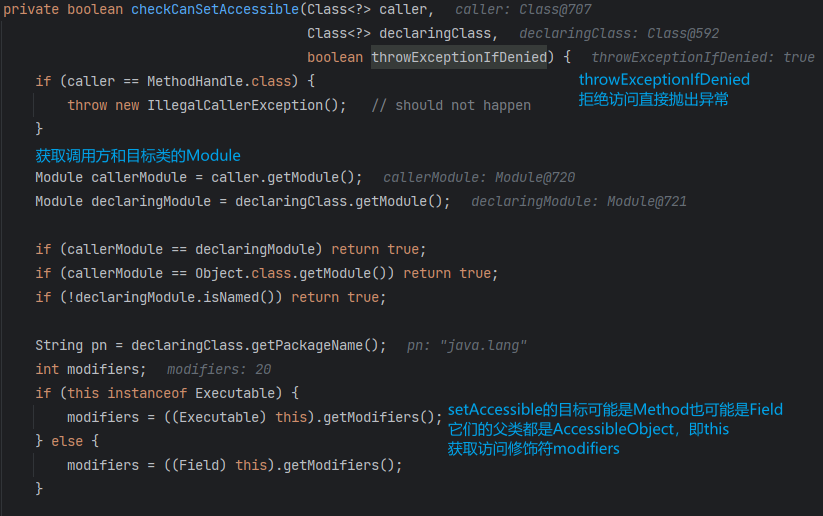 private boolean checkCanSetAccessible(Class<?> caller,  caller: Class@707
Class<?> declaringClass,  declaringClass: Class@592
boolean throwExceptionIfDenied) {  throwExceptionIfDenied: true
if (caller == MethodHandle.class) {  throwExceptionIfDenied
throw new IllegalCallerException();   // should not happen  拒绝访问直接抛出异常
}
获取调用方和目标类的Module
Module callerModule = caller.getModule();  callerModule: Module@720
Module declaringModule = declaringClass.getModule();  declaringModule: Module@721
if (callerModule == declaringModule) return true;
if (callerModule == Object.class.getModule()) return true;
if (!declaringModule.isNamed()) return true;
String pn = declaringClass.getPackageName();  pn: "java.lang"
int modifiers;  modifiers: 20
if (this instanceof Executable) {
modifiers = ((Executable) this).getModifiers();  setAccessible的目标可能是Method也可能是Field
} else {  它们的父类都是AccessibleObject，即this
获取访问修饰符modifiers
modifiers = ((Field) this).getModifiers();
}